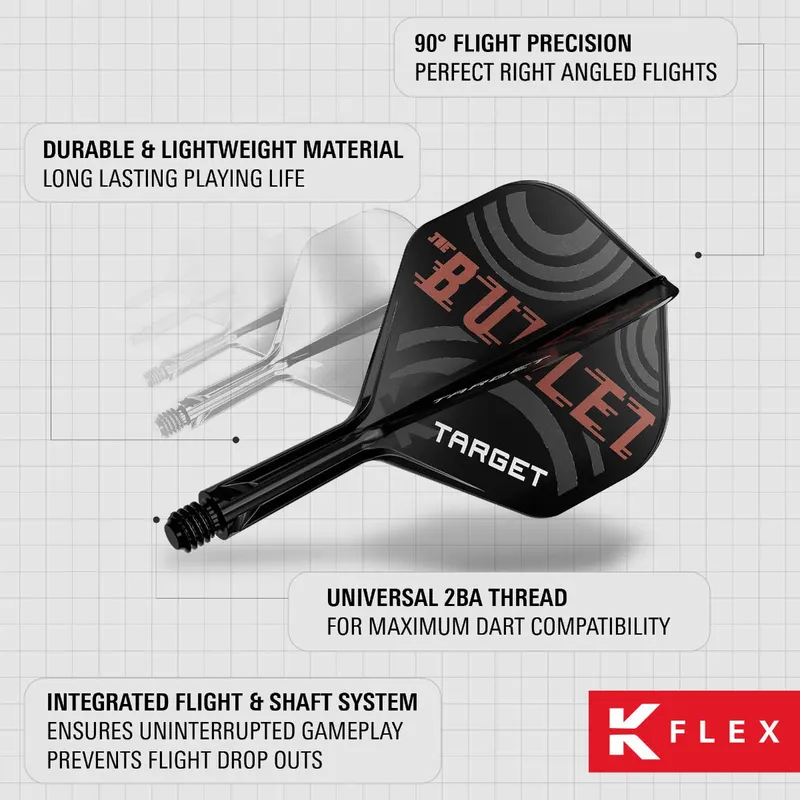 90° FLIGHT PRECISION
PERFECT RIGHT ANGLED FLIGHTS
DURABLE & LIGHTWEIGHT MATERIAL
LONG LASTING PLAYING LIFE
THE
BULLET
TARGET
TARGET
UNIVERSAL 2BA THREAD
FOR MAXIMUM DART COMPATIBILITY
INTEGRATED FLIGHT & SHAFT SYSTEM
ENSURES UNINTERRUPTED GAMEPLAY
PREVENTS FLIGHT DROP OUTS
K FLEX